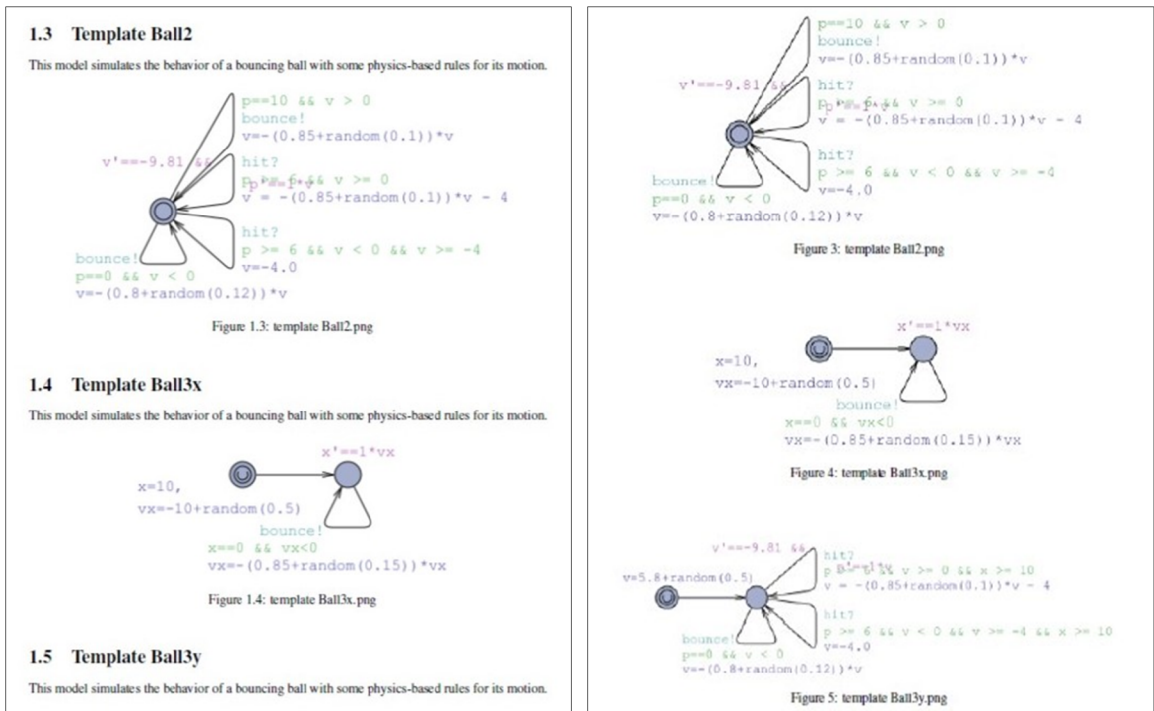 1.3 Template Ball2
This model simulates the behavior of a bouncing ball with some physics-based rules for its motion.
p==10 && v > 0
bounce!
v=-(0.85+random(0.1))*v
v'==-9.81 &&
hit?
p >= 6 && v >= 0
p'==1*v
v = -(0.85+random(0.1))*v - 4
hit?
p >= 6 && v < 0 && v >= -4
v=-4.0
bounce!
p==0 && v < 0
v=-(0.8+random(0.12))*v
Figure 1.3: template Ball2.png
1.4 Template Ball3x
This model simulates the behavior of a bouncing ball with some physics-based rules for its motion.
x'==1*vx
x=10,
vx=-10+random(0.5)
bounce!
x==0 && vx<0
vx=-(0.85+random(0.15))*vx
Figure 1.4: template Ball3x.png
1.5 Template Ball3y
This model simulates the behavior of a bouncing ball with some physics-based rules for its motion.
p==10 && v > 0
bounce!
v=-(0.85+random(0.1))*v
v'==-9.81 &&
hit?
p >= 6 && v >= 0
p'==1*v
v = -(0.85+random(0.1))*v - 4
hit?
p >= 6 && v < 0 && v >= -4
v=-4.0
bounce!
p==0 && v < 0
v=-(0.8+random(0.12))*v
Figure 3: template Ball2.png
x'==1*vx
x=10,
vx=-10+random(0.5)
bounce!
x==0 && vx<0
vx=-(0.85+random(0.15))*vx
Figure 4: template Ball3x.png
v'==-9.81 &&
hit?
p >= 6 && v >= 0 && x >= 10
p'==1*v
v=5.8+random(0.5)
v = -(0.85+random(0.1))*v - 4
hit?
p >= 6 && v < 0 && v >= -4 && x >= 10
v=-4.0
bounce!
p==0 && v < 0
v=-(0.8+random(0.12))*v
Figure 5: template Ball3y.png